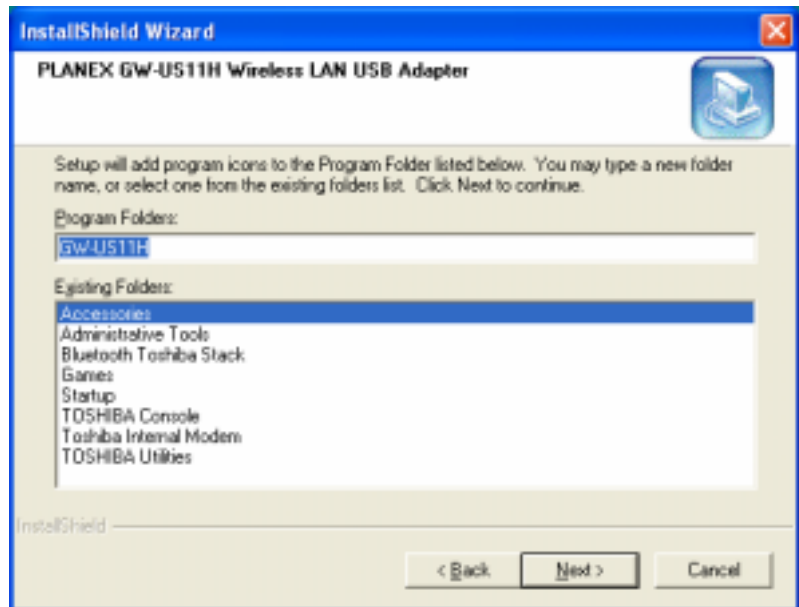 InstallShield Wizard
PLANEX GW-US11H Wireless LAN USB Adapter
Setup will add program icons to the Program Folder listed below. You may type a new folder
name, or select one from the existing folders list. Click Next to continue.
Program Folders:
GW-US11H
Existing Folders:
Accessories
Administrative Tools
Bluetooth Toshiba Stack
Games
Startup
TOSHIBA Console
Toshiba Internal Modem
TOSHIBA Utilities
InstallShield
< Back
Next >
Cancel